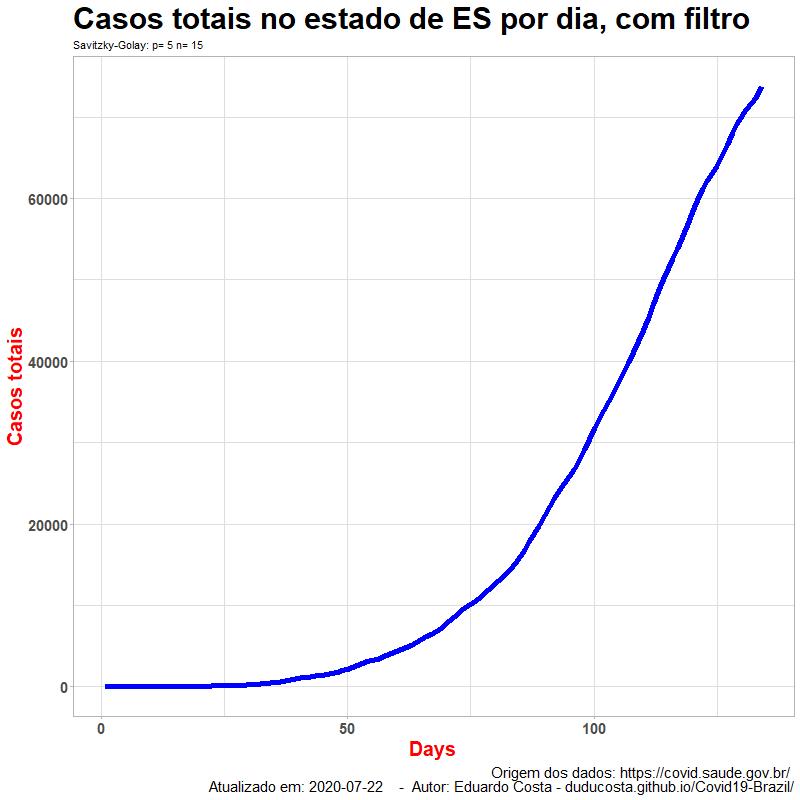 Casos totais no estado de ES por dia, com filtro
Savitzky-Golay: p= 5 n= 15
Casos totais
60000
40000
20000
0
0 50 100
Days
Origem dos dados: https://covid.saude.gov.br/
Atualizado em: 2020-07-22 - Autor: Eduardo Costa - duducosta.github.io/Covid19-Brazil/